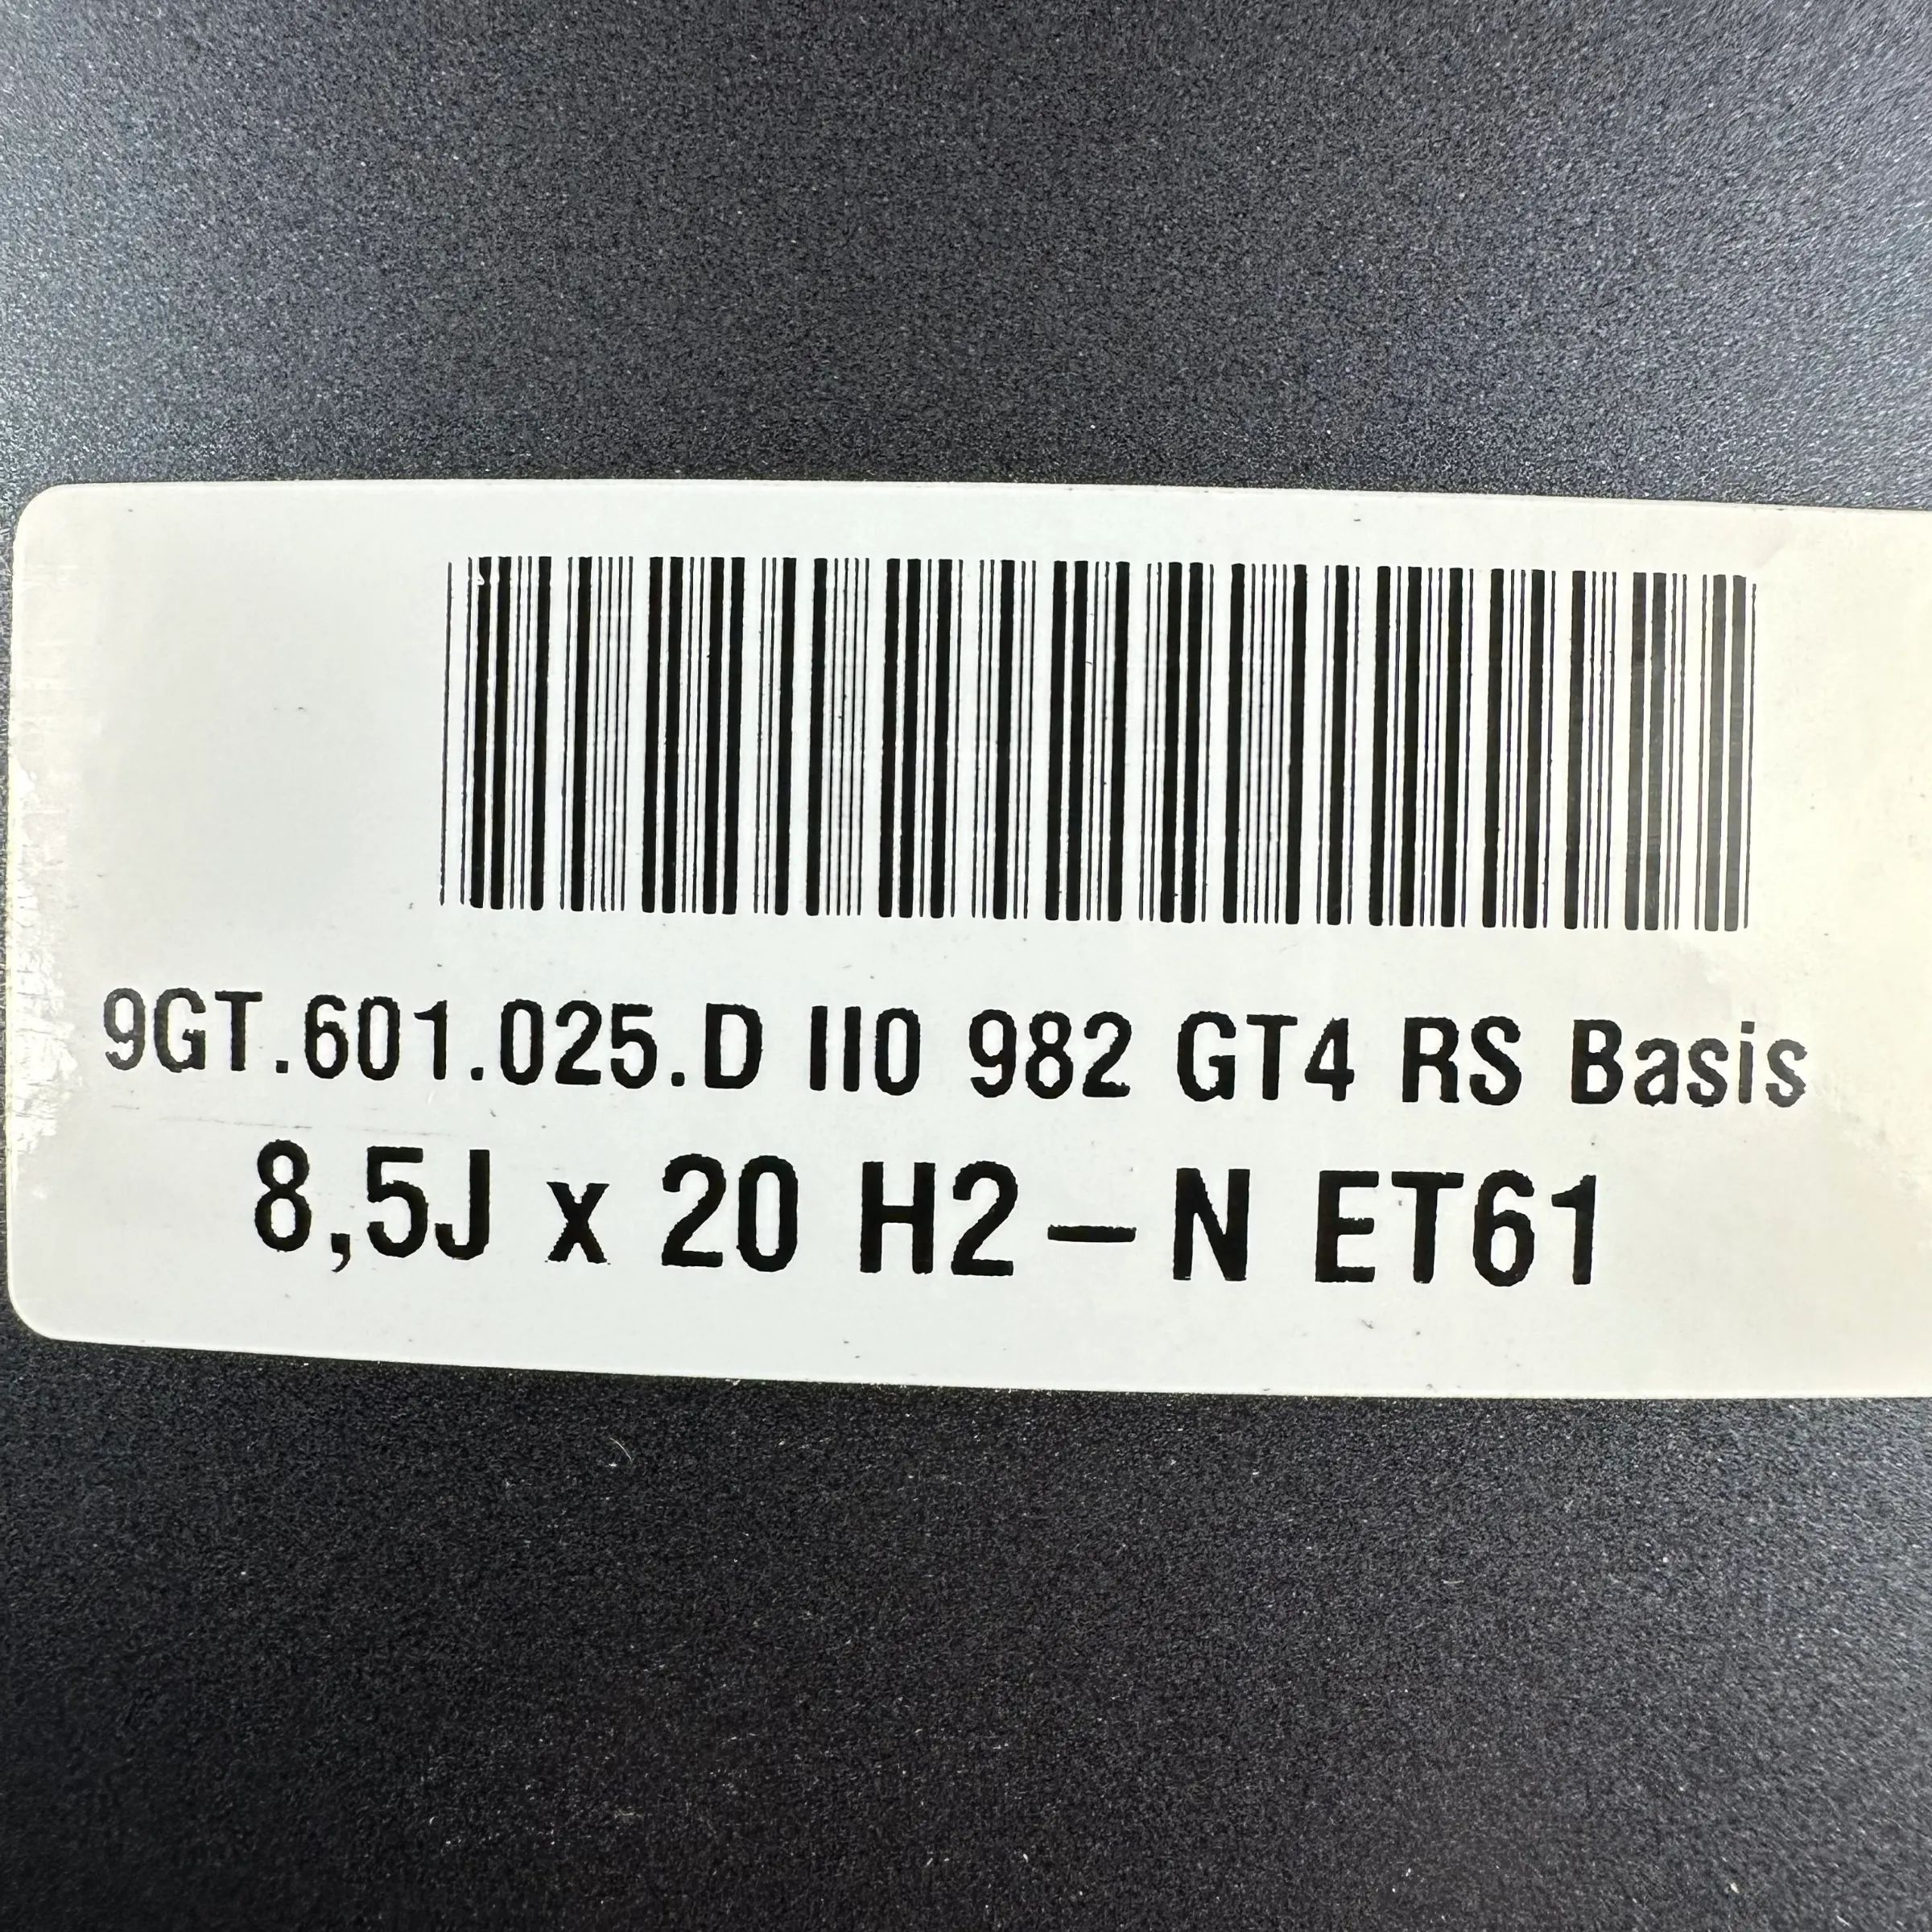 9GT.601.025.D II0 982 GT4 RS Basis
8,5J x 20 H2–N ET61